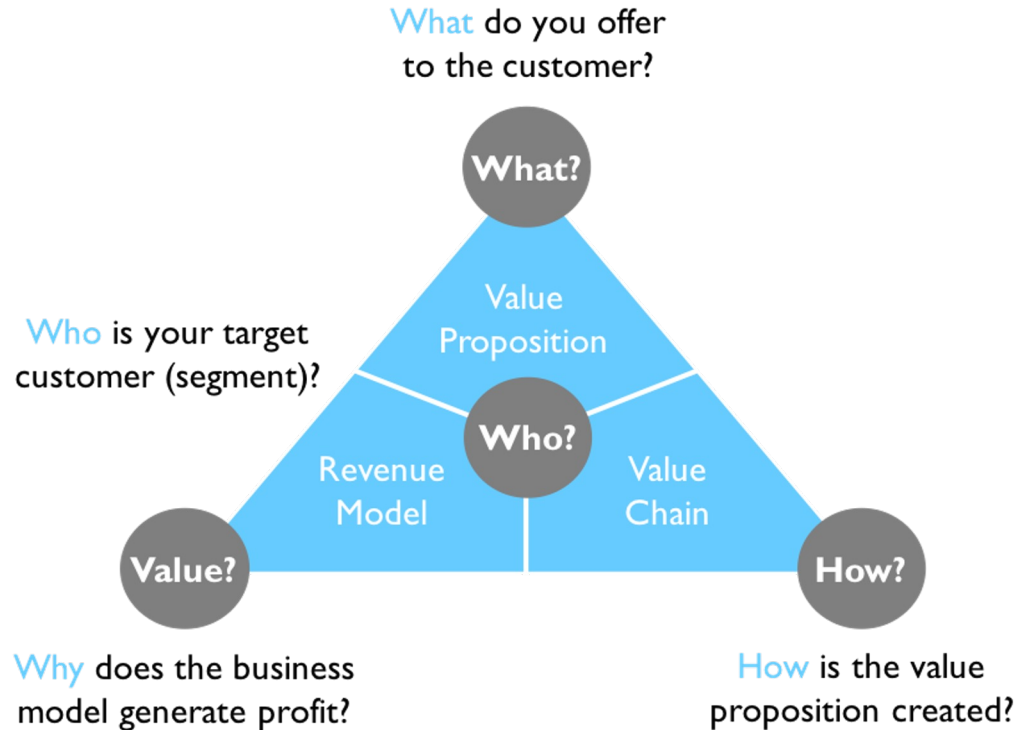 What do you offer
to the customer?
What?
Value
Proposition
Who is your target
customer (segment)?
Who?
Revenue
Model
Value
Chain
Value?
How?
Why does the business
model generate profit?
How is the value
proposition created?